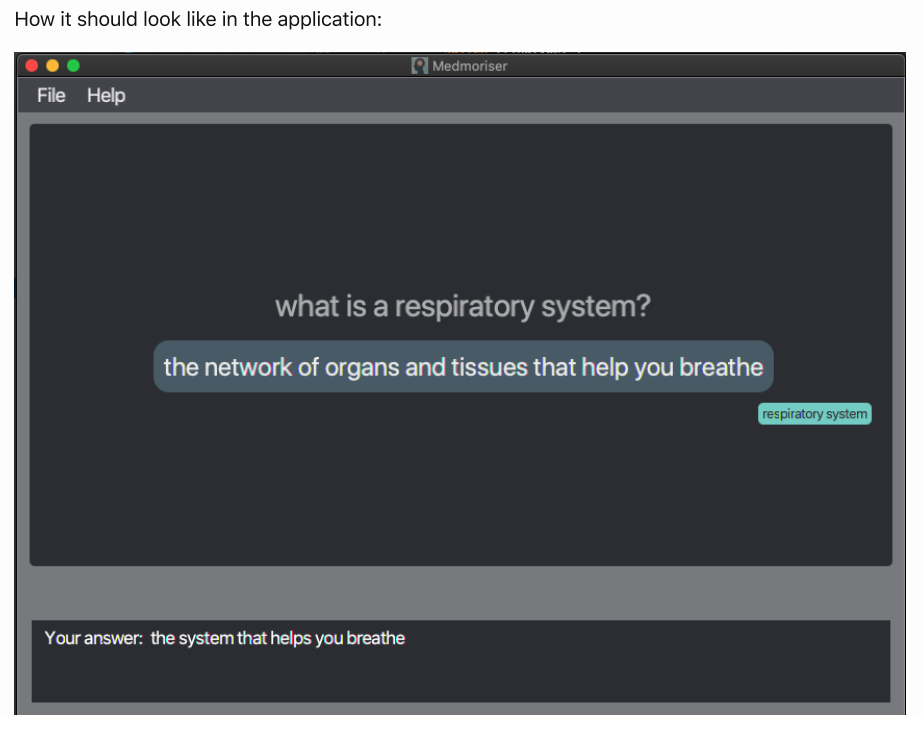 How it should look like in the application:
Medmoriser
File Help
what is a respiratory system?
the network of organs and tissues that help you breathe
respiratory system
Your answer: the system that helps you breathe